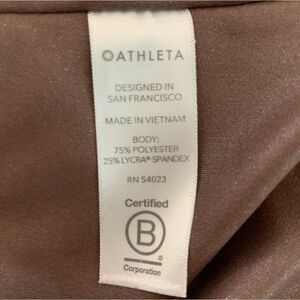 ATHLETA
DESIGNED IN
SAN FRANCISCO
MADE IN VIETNAM
BODY:
75% POLYESTER
25% LYCRA® SPANDEX
RN 54023
Certified
B
®
Corporation